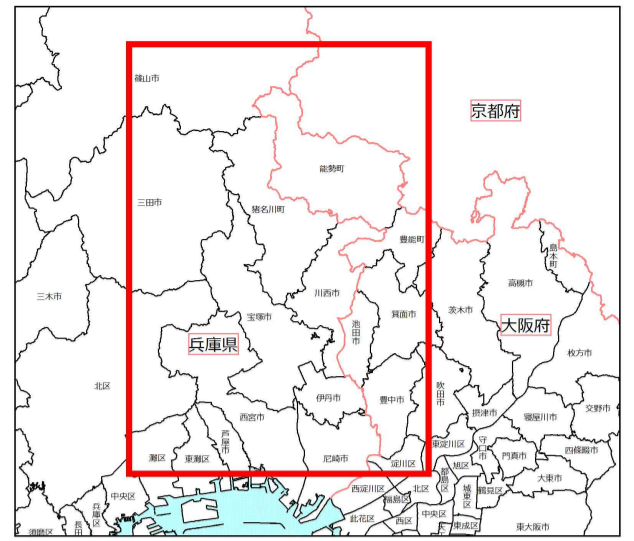 篠山市
京都府
能勢町
三田市
猪名川町
豊能町
島本町
高槻市
三木市
川西市
茨木市
宝塚市
箕面市
池田市
大阪府
兵庫県
枚方市
北区
吹田市
伊丹市
豊中市
交野市
西宮市
摂津市
寝屋川市
芦屋市
守口市
東淀川区
四條畷市
灘区
東灘区
尼崎市
淀川区
旭区
門真市
都島区
大東市
西淀川区
北区
城東区
鶴見区
中央区
福島区
兵庫区
中央区
此花区
西区
東成区
東大阪市
須磨区
長田